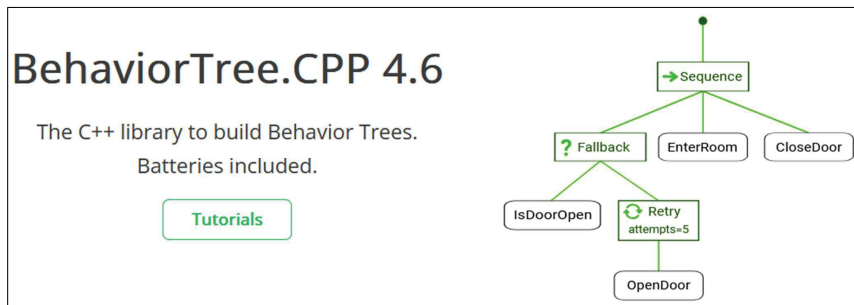 BehaviorTree.CPP 4.6
The C++ library to build Behavior Trees.
Batteries included.
Tutorials
Sequence
? Fallback
EnterRoom
CloseDoor
IsDoorOpen
Retry
attempts=5
OpenDoor